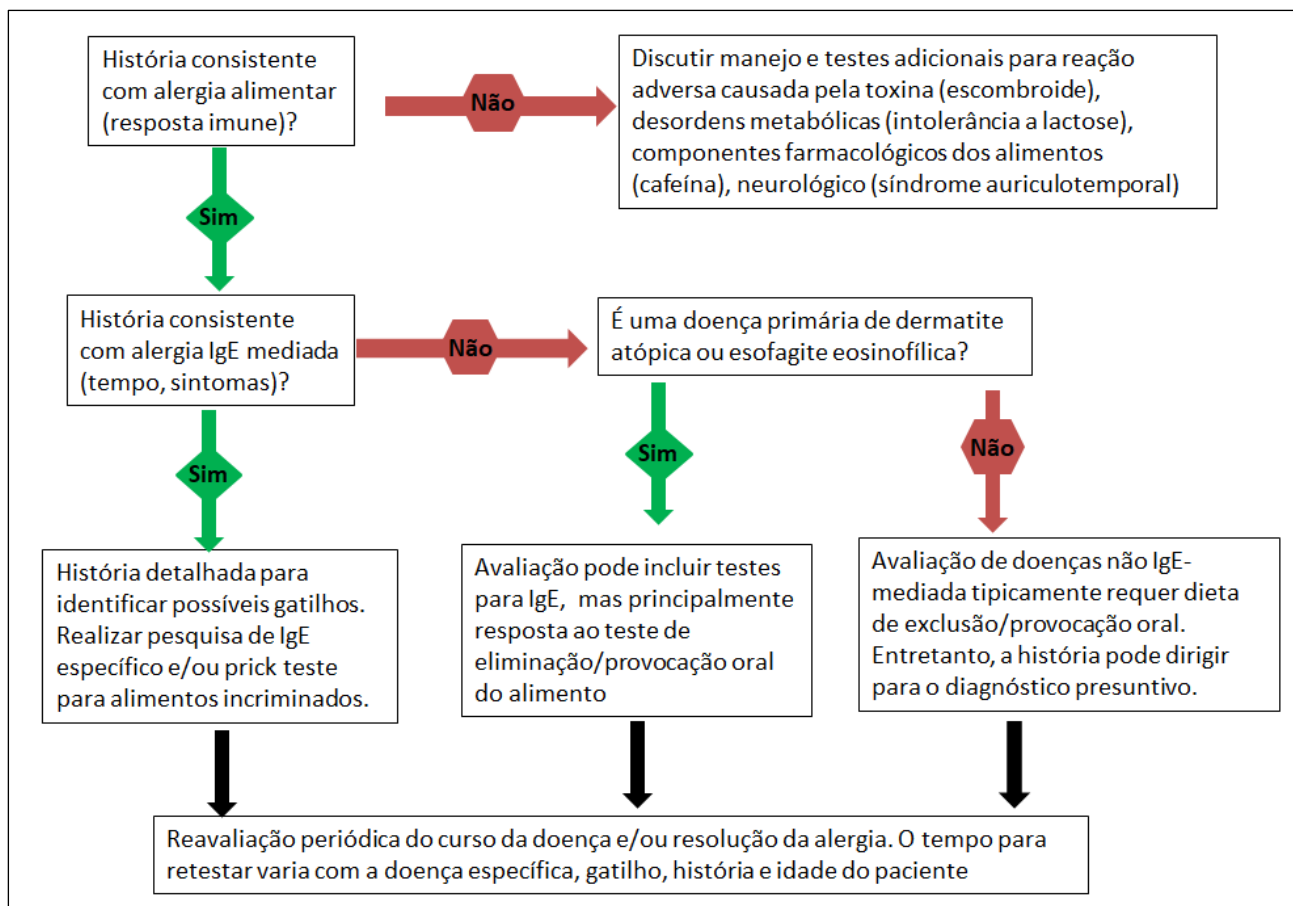 História consistente
com alergia alimentar
(resposta imune)?
Não
Discutir manejo e testes adicionais para reação
adversa causada pela toxina (escombroide),
desordens metabólicas (intolerância a lactose),
componentes farmacológicos dos alimentos
(cafeína), neurológico (síndrome auriculotemporal)
Sim
História consistente
com alergia IgE mediada
(tempo, sintomas)?
Não
É uma doença primária de dermatite
atópica ou esofagite eosinofílica?
Sim
Sim
Não
História detalhada para
identificar possíveis gatilhos.
Realizar pesquisa de IgE
específico e/ou prick teste
para alimentos incriminados.
Avaliação pode incluir testes
para IgE, mas principalmente
resposta ao teste de
eliminação/provocação oral
do alimento
Avaliação de doenças não IgE-
mediada tipicamente requer dieta
de exclusão/provocação oral.
Entretanto, a história pode dirigir
para o diagnóstico presuntivo.
Reavaliação periódica do curso da doença e/ou resolução da alergia. O tempo para
retestar varia com a doença específica, gatilho, história e idade do paciente